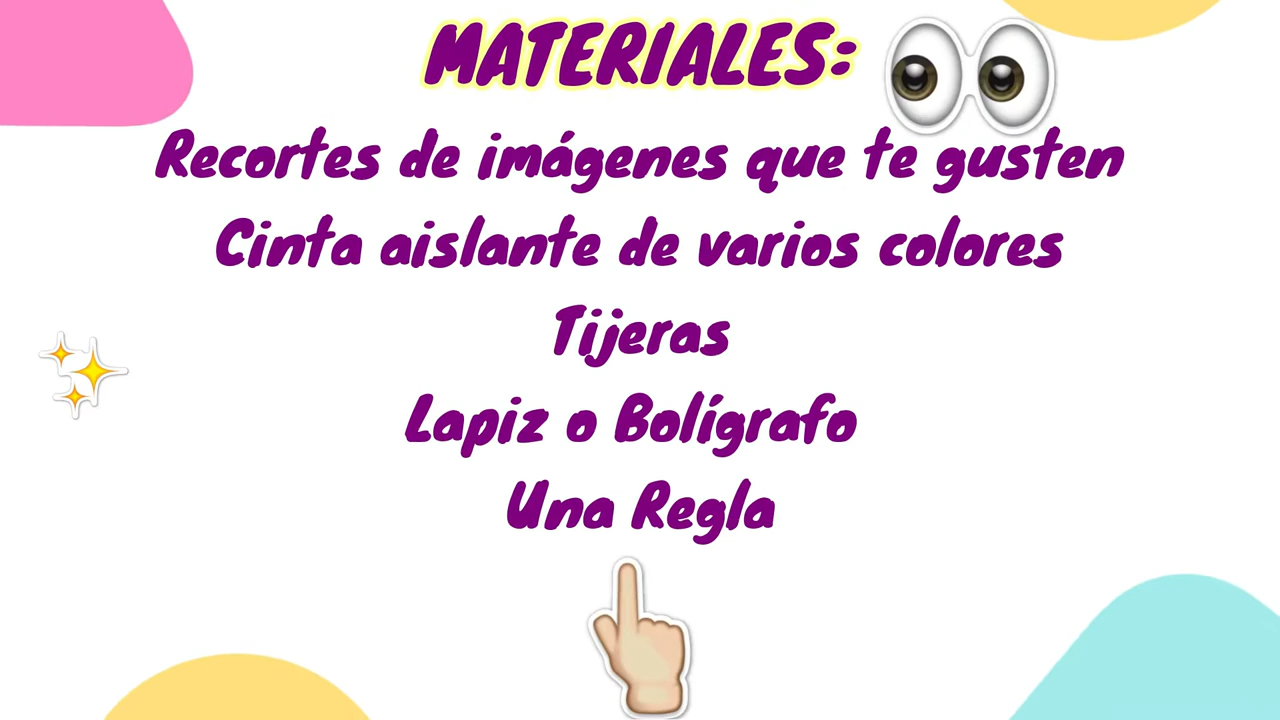 MATERIALES:
Recortes de imágenes que te gusten
Cinta aislante de varios colores
Tijeras
Lapiz o Bolígrafo
Una Regla